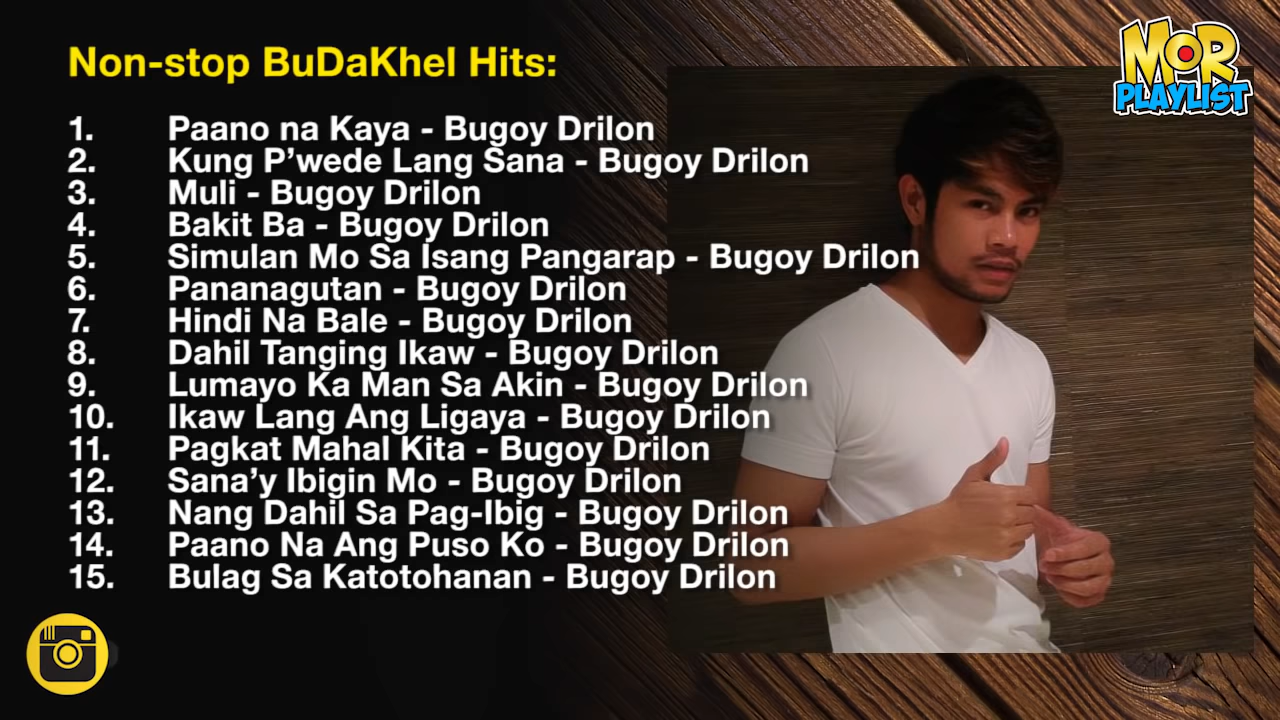 Non-stop BuDaKhel Hits:
MOR
PLAYLIST
1. Paano na Kaya - Bugoy Drilon
2. Kung P’wede Lang Sana - Bugoy Drilon
3. Muli - Bugoy Drilon
4. Bakit Ba - Bugoy Drilon
5. Simulan Mo Sa Isang Pangarap - Bugoy Drilon
6. Pananagutan - Bugoy Drilon
7. Hindi Na Bale - Bugoy Drilon
8. Dahil Tanging Ikaw - Bugoy Drilon
9. Lumayo Ka Man Sa Akin - Bugoy Drilon
10. Ikaw Lang Ang Ligaya - Bugoy Drilon
11. Pagkat Mahal Kita - Bugoy Drilon
12. Sana’y Ibigin Mo - Bugoy Drilon
13. Nang Dahil Sa Pag-Ibig - Bugoy Drilon
14. Paano Na Ang Puso Ko - Bugoy Drilon
15. Bulag Sa Katotohanan - Bugoy Drilon